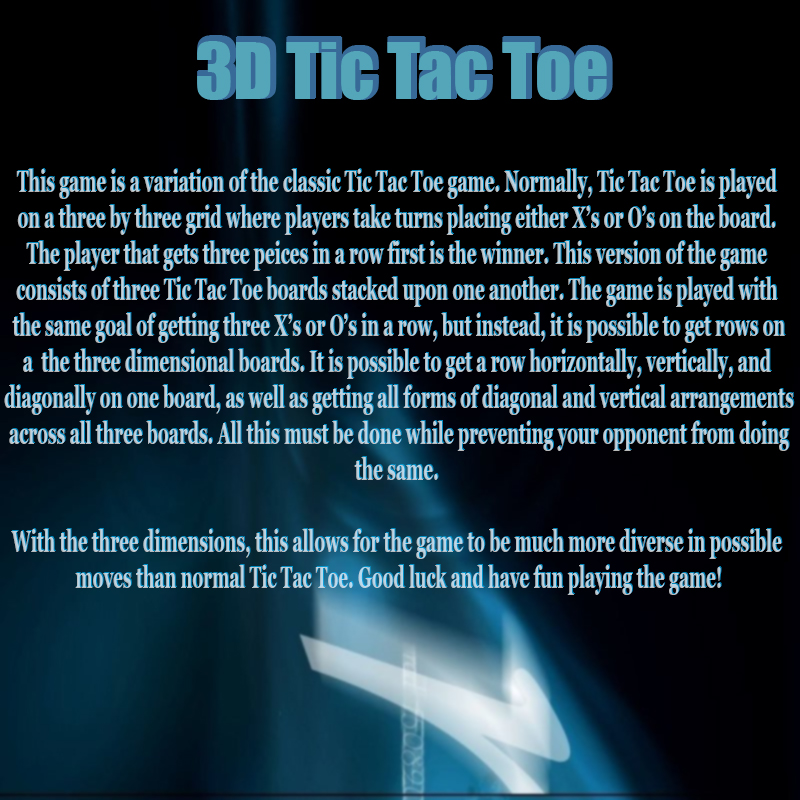 3D Tic Tac Toe
This game is a variation of the classic Tic Tac Toe game. Normally, Tic Tac Toe is played
on a three by three grid where players take turns placing either X's or O's on the board.
The player that gets three peices in a row first is the winner. This version of the game
consists of three Tic Tac Toe boards stacked upon one another. The game is played with
the same goal of getting three X's or O's in a row, but instead, it is possible to get rows on
a  the three dimensional boards. It is possible to get a row horizontally, vertically, and
diagonally on one board, as well as getting all forms of diagonal and vertical arrangements
across all three boards. All this must be done while preventing your opponent from doing
the same.
With the three dimensions, this allows for the game to be much more diverse in possible
moves than normal Tic Tac Toe. Good luck and have fun playing the game!